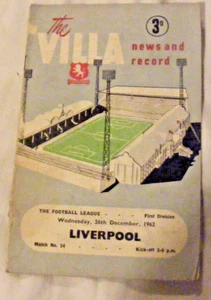 the
3D
VILLA
news and
record
THE FOOTBALL LEAGUE - - - - First Division
Wednesday, 26th December, 1962
LIVERPOOL
Match No. 14
Kick-off 2-0 p.m.